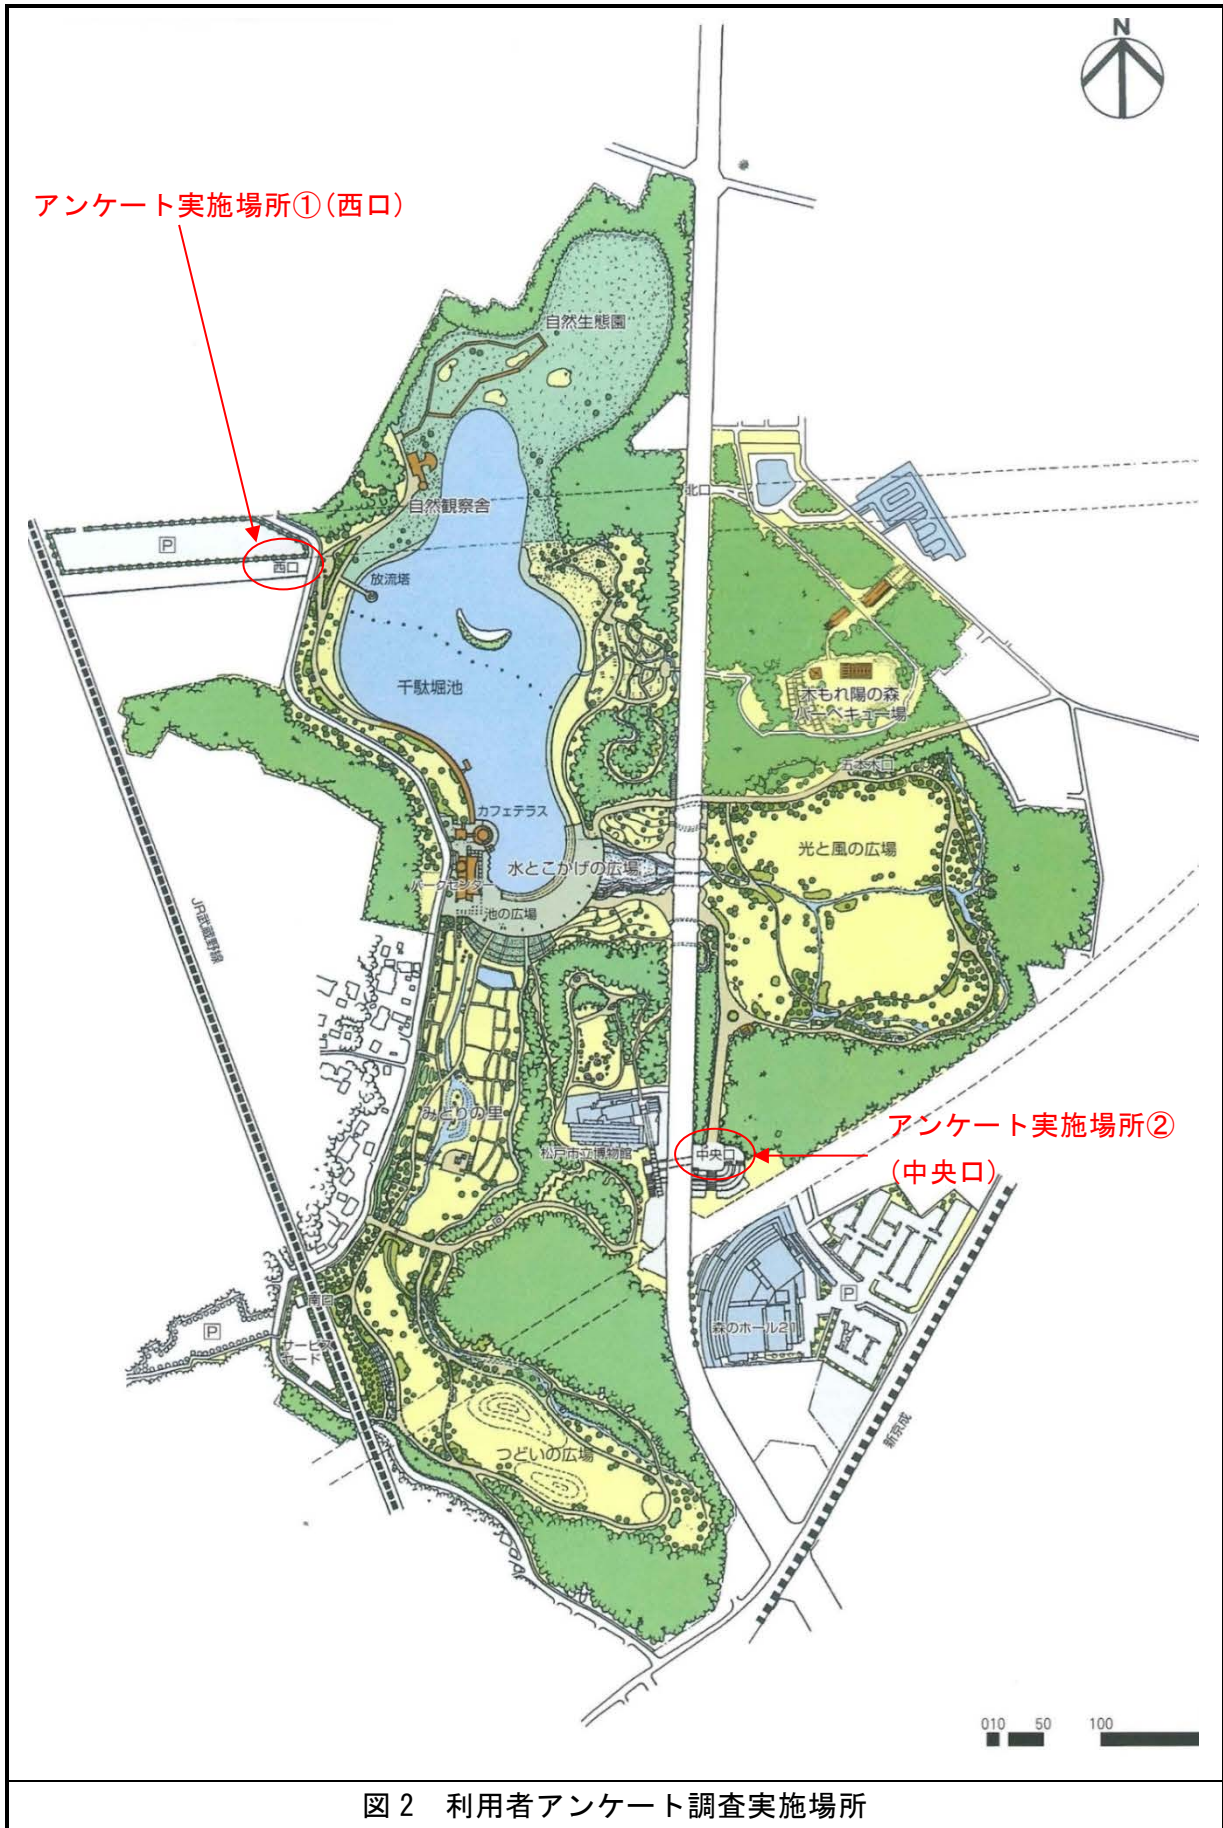 N
アンケート実施場所①(西口)
自然生態園
自然観察舎
北口
P
西口
放流塔
千駄堀池
木もれ陽の森
バーベキュー場
五本木口
カフェテラス
光と風の広場
水とこかげの広場
パークセンター
池の広場
JR武蔵野線
みどりの里
松戸市立博物館
中央口
アンケート実施場所②
(中央口)
南口
P
サービス
ヤード
森のホール21
P
新京成
つどいの広場
010 50 100
図2 利用者アンケート調査実施場所